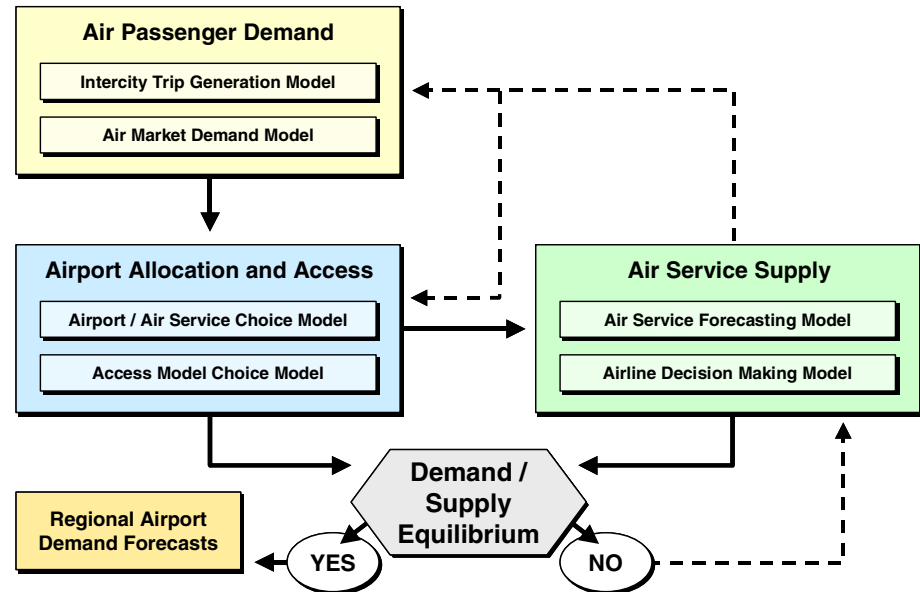 Air Passenger Demand
Intercity Trip Generation Model
Air Market Demand Model
Airport Allocation and Access
Airport / Air Service Choice Model
Access Model Choice Model
Air Service Supply
Air Service Forecasting Model
Airline Decision Making Model
Demand /
Supply
Equilibrium
Regional Airport
Demand Forecasts
YES
NO